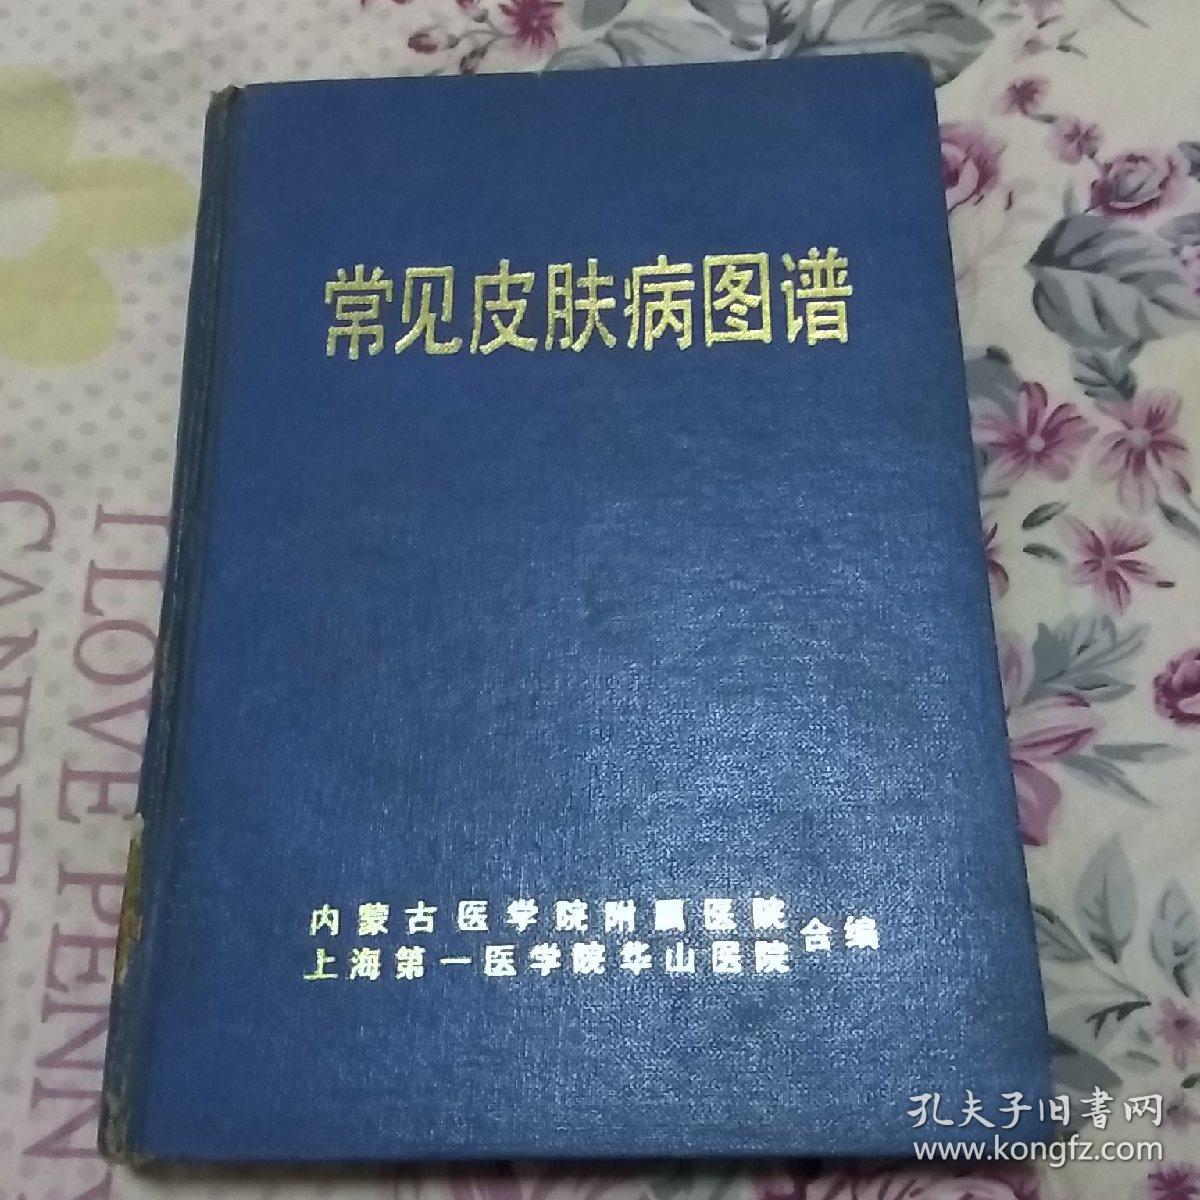 常见皮肤病图谱
内蒙古医学院附属医院
上海第一医学院华山医院
合编
I LOVE PENNY
孔夫子旧書网
www.kongfz.com